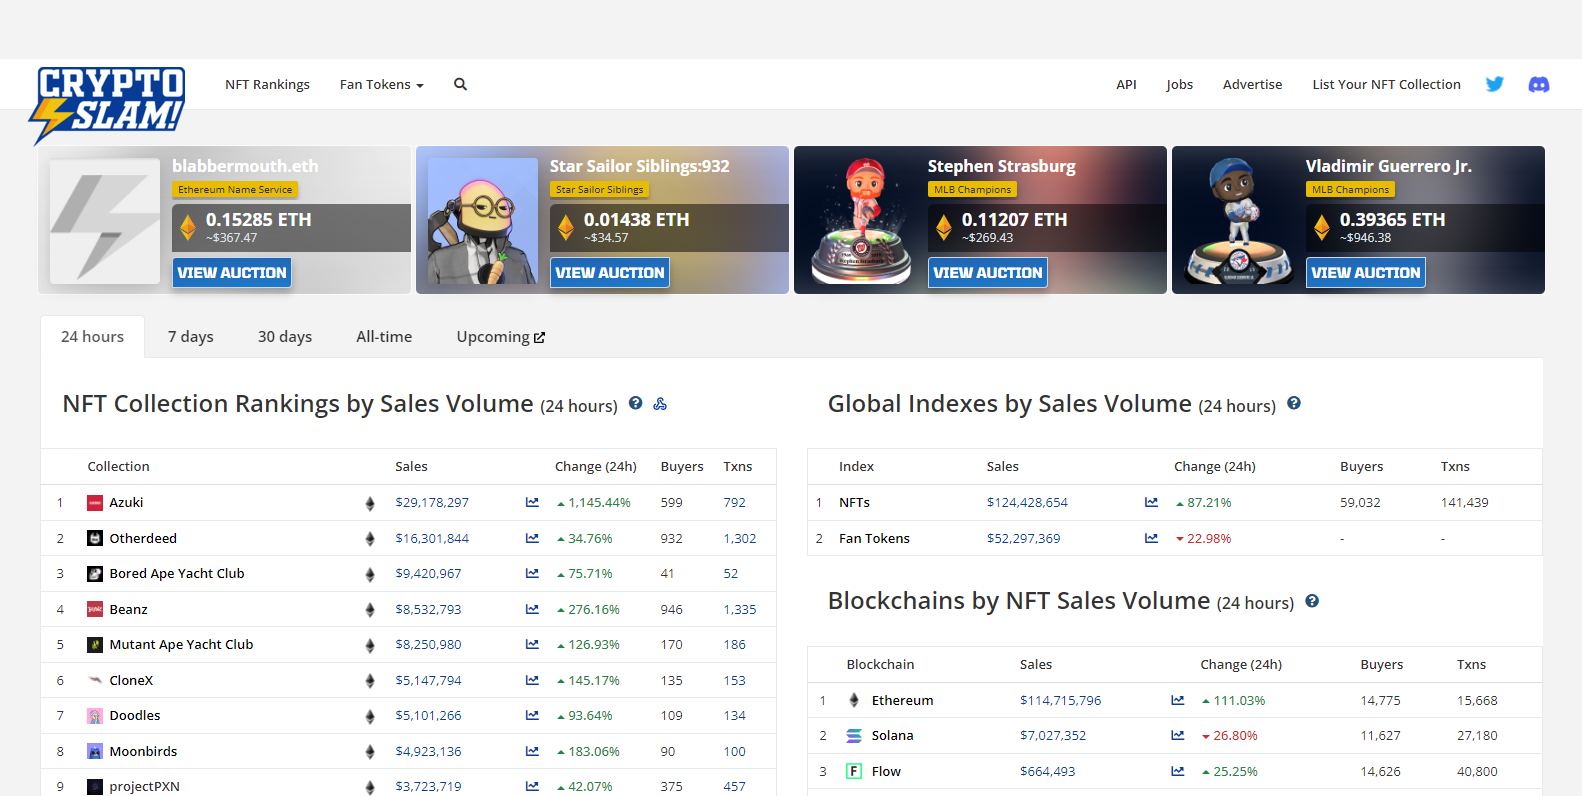 CRYPTO
SLAM!
NFT Rankings
Fan Tokens
API
Jobs
Advertise
List Your NFT Collection
blabbermouth.eth
Ethereum Name Service
0.15285 ETH
~$367.47
VIEW AUCTION
Star Sailor Siblings:932
Star Sailor Siblings
0.01438 ETH
~$34.57
VIEW AUCTION
Stephen Strasburg
MLB Champions
0.11207 ETH
~$269.43
VIEW AUCTION
Vladimir Guerrero Jr.
MLB Champions
0.39365 ETH
~$946.38
VIEW AUCTION
24 hours
7 days
30 days
All-time
Upcoming
NFT Collection Rankings by Sales Volume (24 hours)
Collection Sales Change (24h) Buyers Txns
1 Azuki $29,178,297 1,145.44% 599 792
2 Otherdeed $16,301,844 34.76% 932 1,302
3 Bored Ape Yacht Club $9,420,967 75.71% 41 52
4 Beanz $8,532,793 276.16% 946 1,335
5 Mutant Ape Yacht Club $8,250,980 126.93% 170 186
6 CloneX $5,147,794 145.17% 135 153
7 Doodles $5,101,266 93.64% 109 134
8 Moonbirds $4,923,136 183.06% 90 100
9 projectPXN $3,723,719 42.07% 375 457
Global Indexes by Sales Volume (24 hours)
Index Sales Change (24h) Buyers Txns
1 NFTs $124,428,654 87.21% 59,032 141,439
2 Fan Tokens $52,297,369 22.98% - -
Blockchains by NFT Sales Volume (24 hours)
Blockchain Sales Change (24h) Buyers Txns
1 Ethereum $114,715,796 111.03% 14,775 15,668
2 Solana $7,027,352 26.80% 11,627 27,180
3 Flow $664,493 25.25% 14,626 40,800